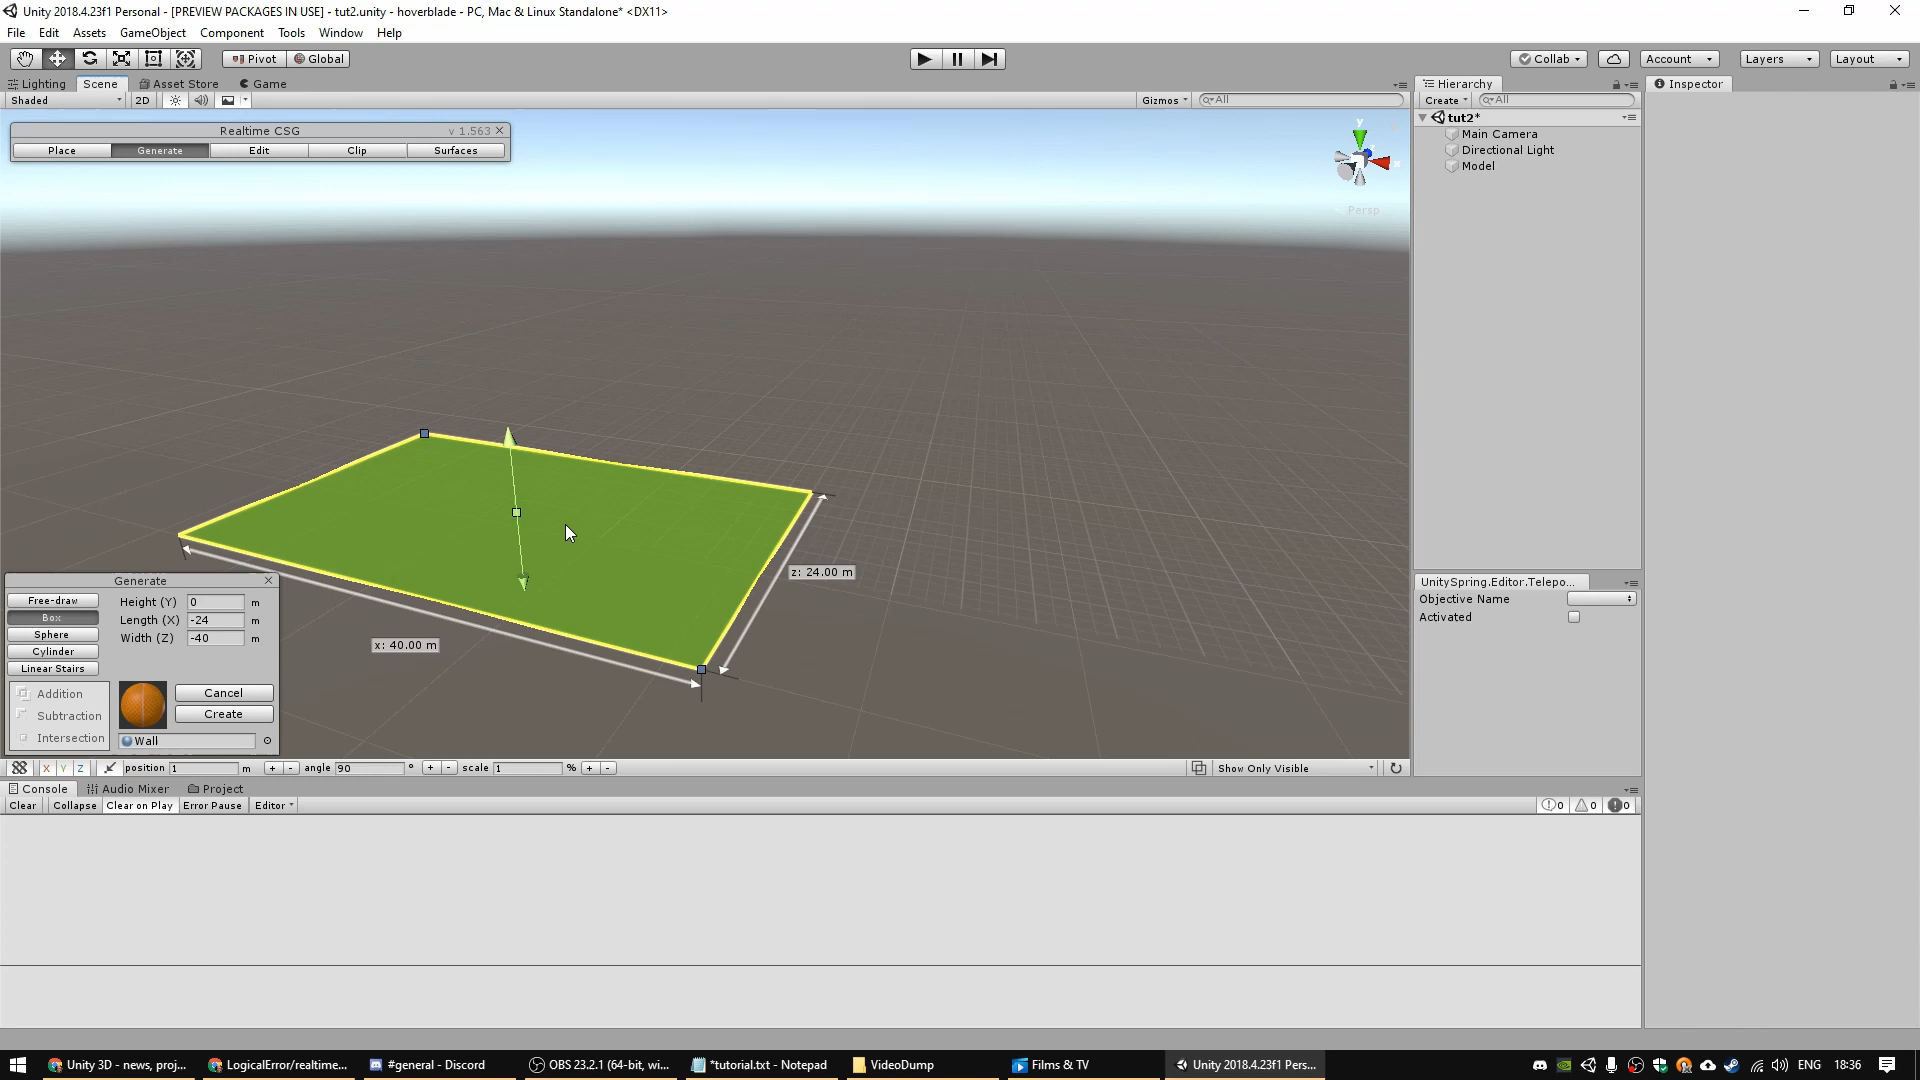 Unity 2018.4.23f1 Personal - [PREVIEW PACKAGES IN USE] - tut2.unity - hoverblade - PC, Mac & Linux Standalone* <DX11>
File Edit Assets GameObject Component Tools Window Help
Pivot Global Collab Account Layers Layout
Lighting Scene Asset Store Game Hierarchy Inspector
Shaded 2D Gizmos All Create All
tut2*
Main Camera
Directional Light
Model
Realtime CSG v 1.563
Place Generate Edit Clip Surfaces
y
Persp
z: 24.00 m
x: 40.00 m
Generate
Free-draw
Box
Sphere
Cylinder
Linear Stairs
Height (Y) 0 m
Length (X) -24 m
Width (Z) -40 m
Addition
Subtraction
Intersection
Cancel
Create
Wall
UnitySpring.Editor.Telepo...
Objective Name
Activated
X Y Z position 1 m + - angle 90 ° + - scale 1 % + - Show Only Visible
Console Audio Mixer Project
Clear Collapse Clear on Play Error Pause Editor 0 0 0
Unity 3D - news, proj... LogicalError/realtime... #general - Discord OBS 23.2.1 (64-bit, wi... *tutorial.txt - Notepad VideoDump Films & TV Unity 2018.4.23f1 Pers... ENG 18:36